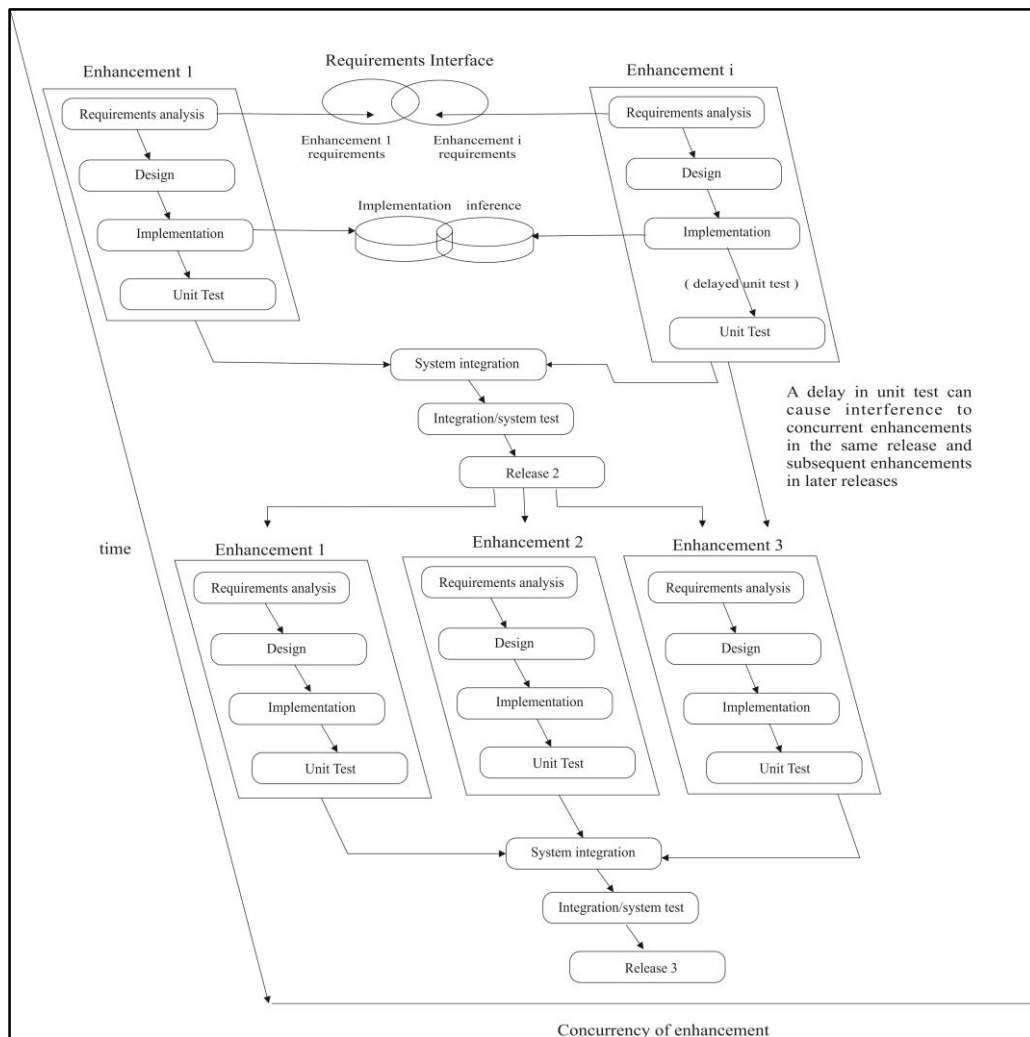 Requirements Interface
Enhancement 1
Enhancement i
Requirements analysis
Requirements analysis
Enhancement 1
requirements
Enhancement i
requirements
Design
Design
Implementation
inference
Implementation
Implementation
( delayed unit test )
Unit Test
Unit Test
System integration
A delay in unit test can
cause interference to
concurrent enhancements
in the same release and
subsequent enhancements
in later releases
Integration/system test
Release 2
time
Enhancement 1
Enhancement 2
Enhancement 3
Requirements analysis
Requirements analysis
Requirements analysis
Design
Design
Design
Implementation
Implementation
Implementation
Unit Test
Unit Test
Unit Test
System integration
Integration/system test
Release 3
Concurrency of enhancement